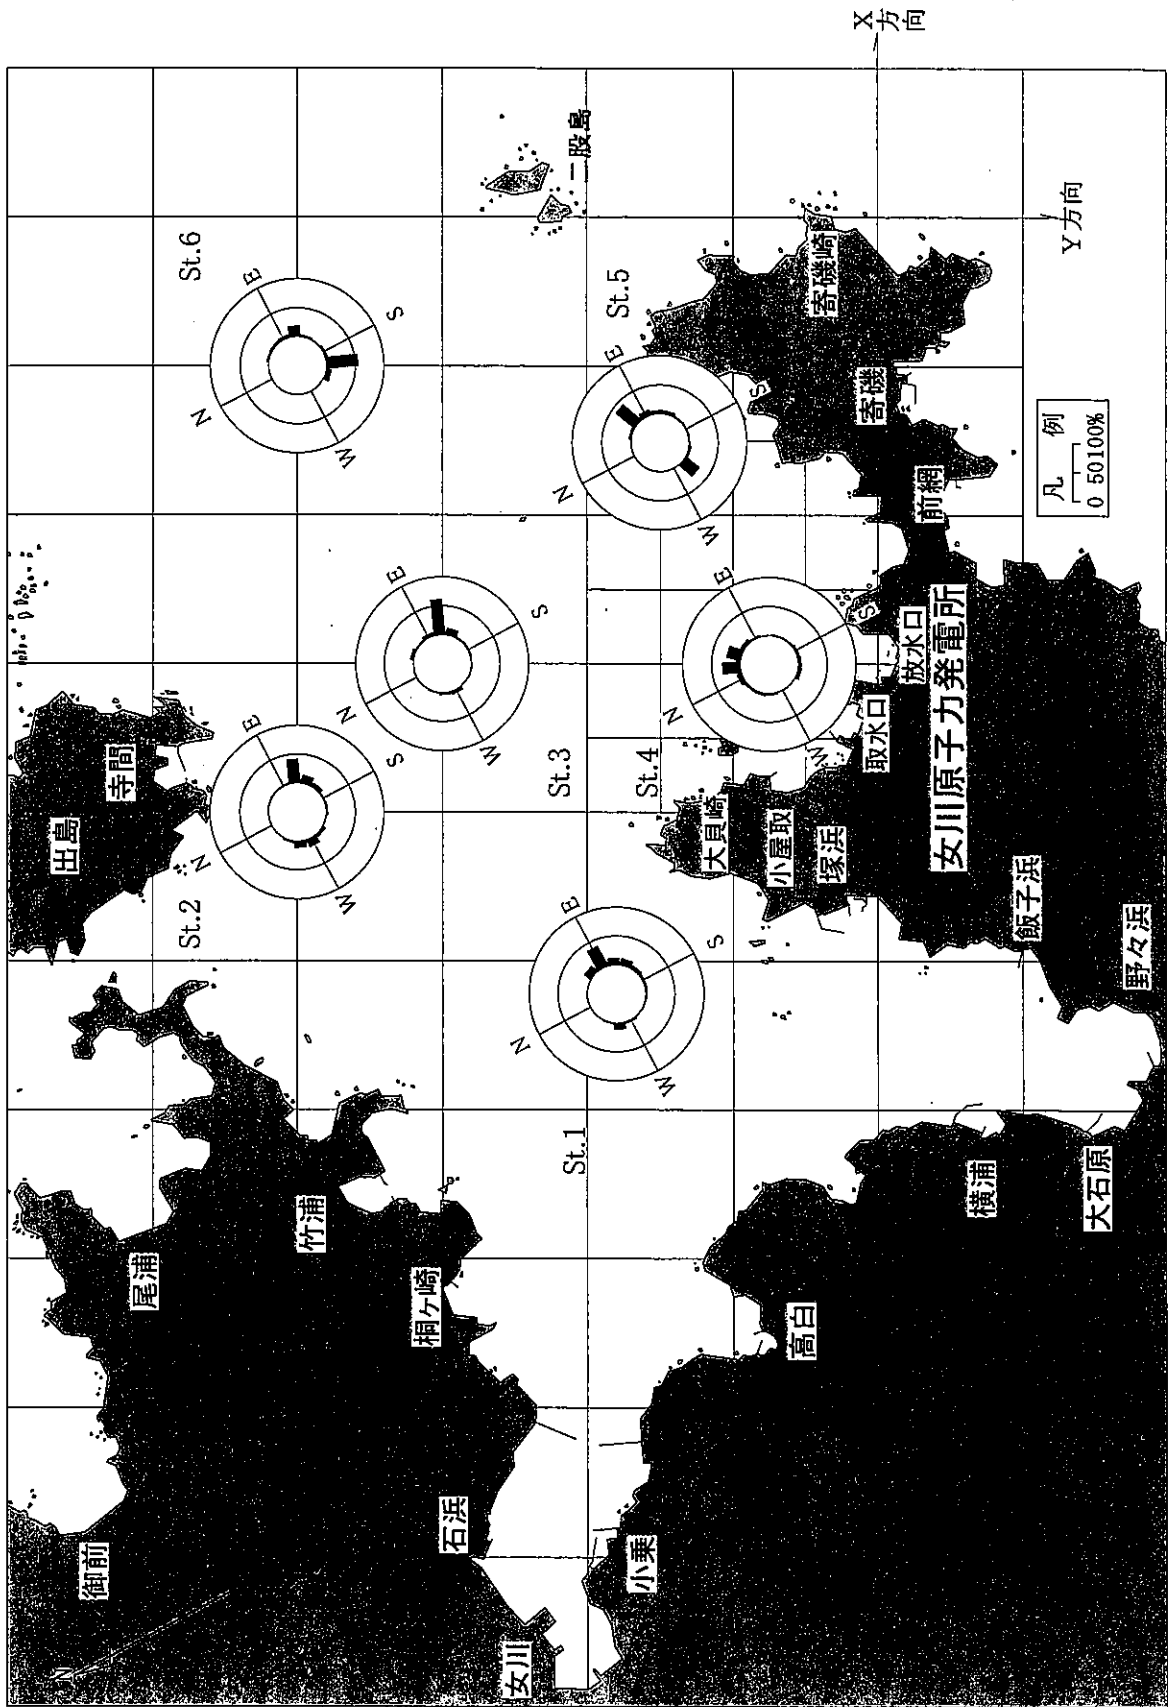 御前
尾浦
出島
寺間
竹浦
桐ヶ崎
石浜
女川
小乗
高白
横浦
大石原
野々浜
飯子浜
塚浜
小屋取
大貝崎
取水口
放水口
女川原子力発電所
前網
寄磯
寄磯崎
二股島
St.1
N
E
S
W
St.2
N
E
S
W
St.3
N
E
S
W
St.4
N
E
S
W
St.5
N
E
S
W
St.6
N
E
S
W
凡 例
0 50100%
X方向
Y方向
N